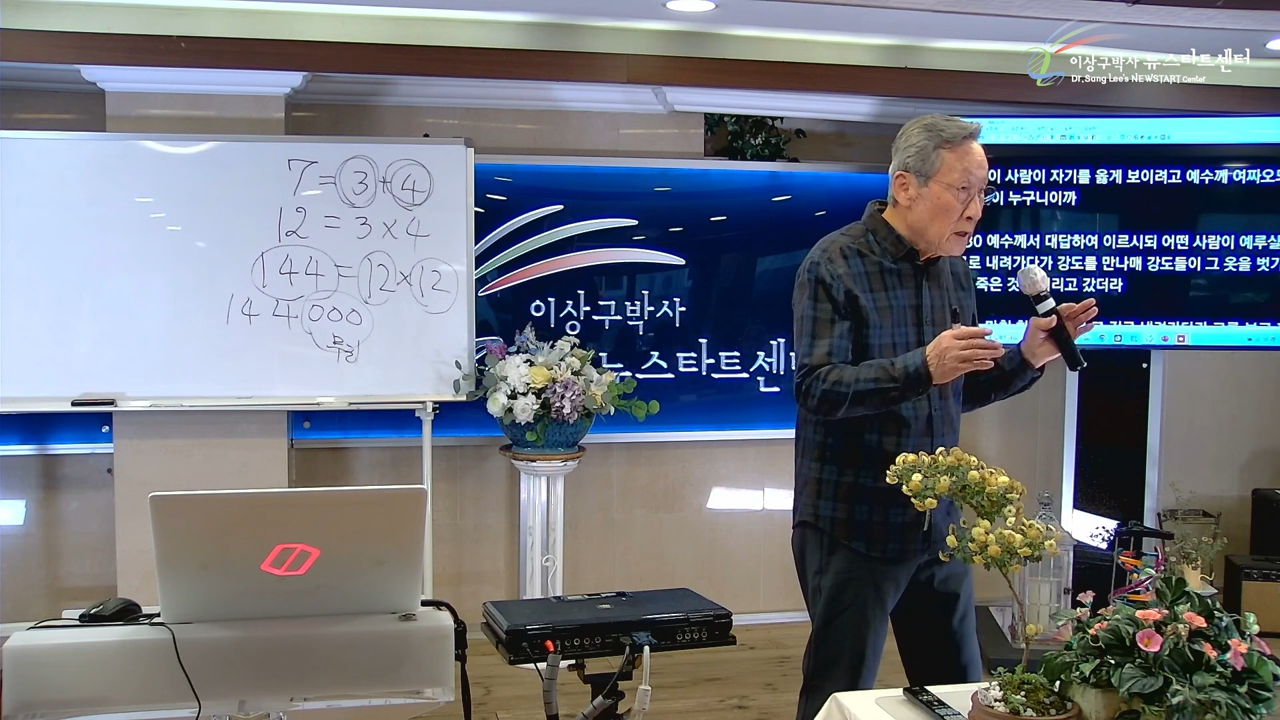 이상구박사 뉴스타트센터
Dr. Sang Lee's NEWSTART Center
7=3+4
12=3×4
144=12×12
144000
무리
이상구박사
뉴스타트센
이 사람이 자기를 옳게 보이려고 예수께 여짜오되
이 누구니이까
30 예수께서 대답하여 이르시되 어떤 사람이 예루살
로 내려가다가 강도를 만나매 강도들이 그 옷을 벗기
죽은 것 리고 갔더라